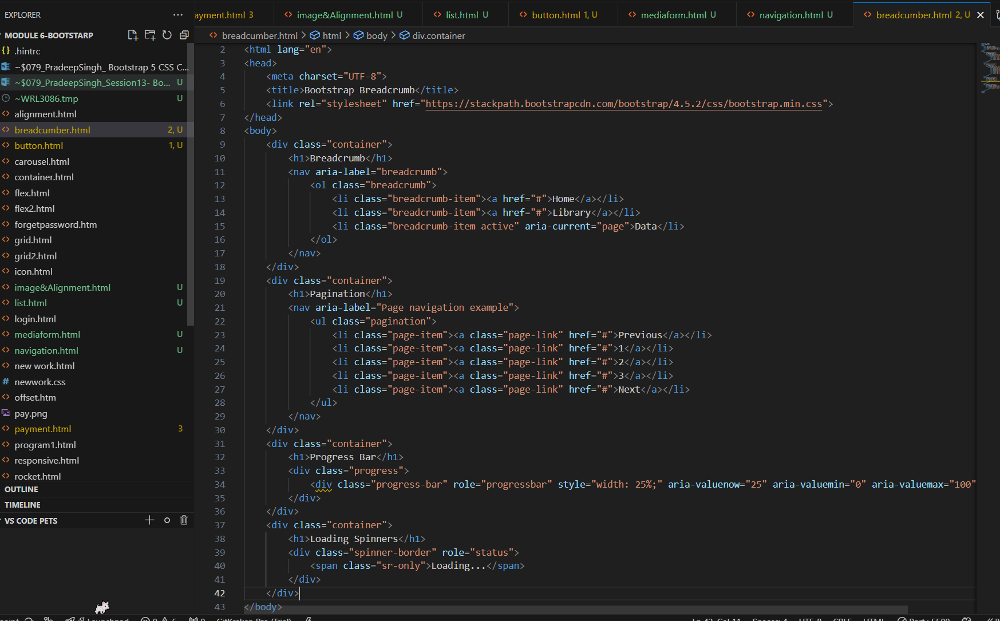 EXPLORER
MODULE 6-BOOTSTARP
.hintrc
~$079_PradeepSingh_ Bootstrap 5 CSS C...
~$079_PradeepSingh_Session13- Bo... U
~WRL3086.tmp U
alignment.html
breadcumber.html 2, U
button.html 1, U
carousel.html
container.html
flex.html
flex2.html
forgetpassword.htm
grid.html
grid2.html
icon.html
image&Alignment.html U
list.html U
login.html
mediaform.html U
navigation.html U
new work.html
newwork.css
offset.htm
pay.png
payment.html 3
program1.html
responsive.html
rocket.html
OUTLINE
TIMELINE
VS CODE PETS
ayment.html 3 image&Alignment.html U list.html U button.html 1, U mediaform.html U navigation.html U breadcumber.html 2, U
breadcumber.html > html > body > div.container
2 <html lang="en">
3 <head>
4 <meta charset="UTF-8">
5 <title>Bootstrap Breadcrumb</title>
6 <link rel="stylesheet" href="https://stackpath.bootstrapcdn.com/bootstrap/4.5.2/css/bootstrap.min.css">
7 </head>
8 <body>
9 <div class="container">
10 <h1>Breadcrumb</h1>
11 <nav aria-label="breadcrumb">
12 <ol class="breadcrumb">
13 <li class="breadcrumb-item"><a href="#">Home</a></li>
14 <li class="breadcrumb-item"><a href="#">Library</a></li>
15 <li class="breadcrumb-item active" aria-current="page">Data</li>
16 </ol>
17 </nav>
18 </div>
19 <div class="container">
20 <h1>Pagination</h1>
21 <nav aria-label="Page navigation example">
22 <ul class="pagination">
23 <li class="page-item"><a class="page-link" href="#">Previous</a></li>
24 <li class="page-item"><a class="page-link" href="#">1</a></li>
25 <li class="page-item"><a class="page-link" href="#">2</a></li>
26 <li class="page-item"><a class="page-link" href="#">3</a></li>
27 <li class="page-item"><a class="page-link" href="#">Next</a></li>
28 </ul>
29 </nav>
30 </div>
31 <div class="container">
32 <h1>Progress Bar</h1>
33 <div class="progress">
34 <div class="progress-bar" role="progressbar" style="width: 25%;" aria-valuenow="25" aria-valuemin="0" aria-valuemax="100"
35 </div>
36 </div>
37 <div class="container">
38 <h1>Loading Spinners</h1>
39 <div class="spinner-border" role="status">
40 <span class="sr-only">Loading...</span>
41 </div>
42 </div>
43 </body>